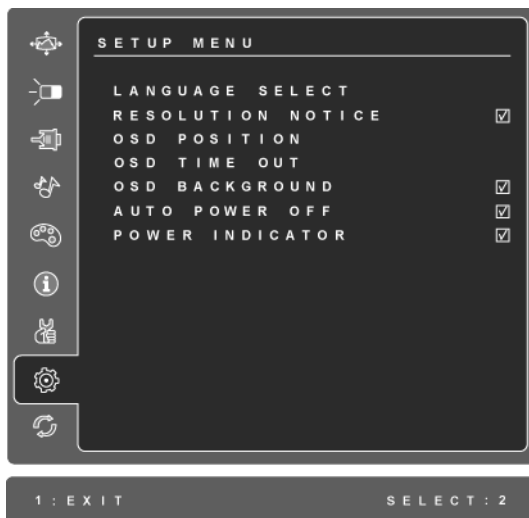 SETUP MENU
LANGUAGE SELECT
RESOLUTION NOTICE
OSD POSITION
OSD TIME OUT
OSD BACKGROUND
AUTO POWER OFF
POWER INDICATOR
1:EXIT SELECT:2